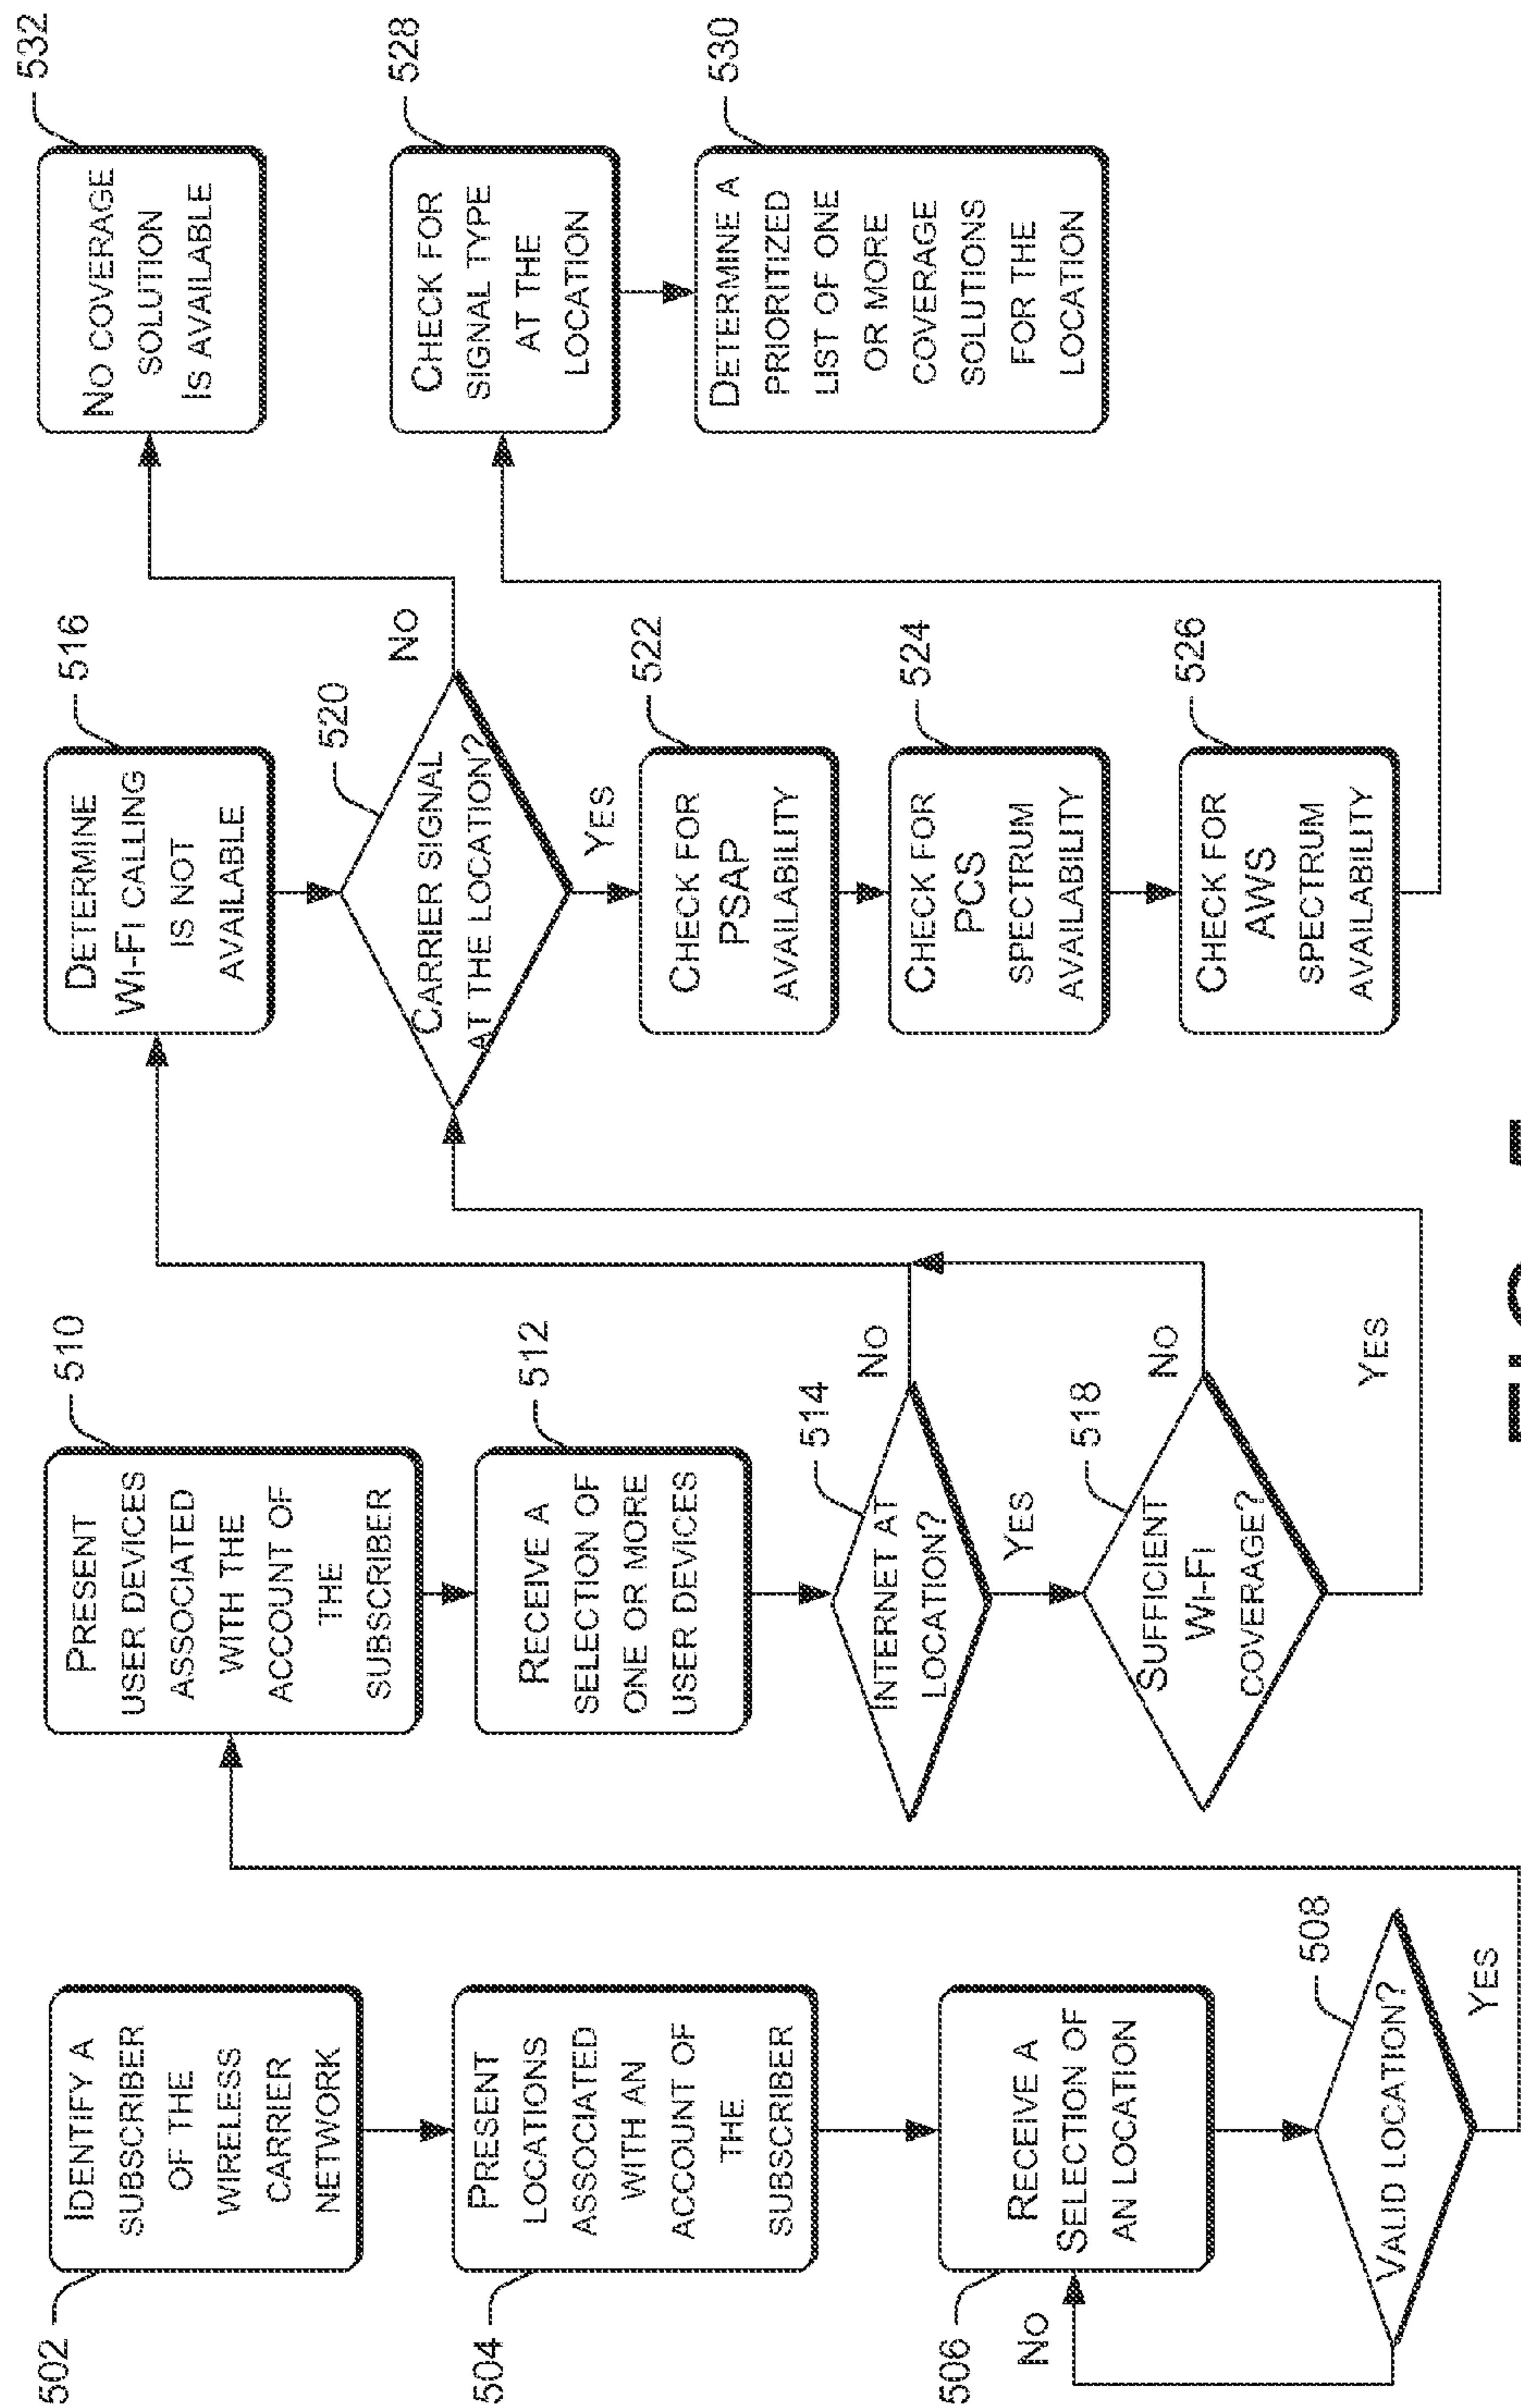 502
IDENTIFY A
SUBSCRIBER
OF THE
WIRELESS
CARRIER
NETWORK
504
PRESENT
LOCATIONS
ASSOCIATED
WITH AN
ACCOUNT OF
THE
SUBSCRIBER
506
RECEIVE A
SELECTION OF
AN LOCATION
NO
508
VALID LOCATION?
YES
510
PRESENT
USER DEVICES
ASSOCIATED
WITH THE
ACCOUNT OF
THE
SUBSCRIBER
512
RECEIVE A
SELECTION OF
ONE OR MORE
USER DEVICES
514
INTERNET AT
LOCATION?
NO
YES
518
SUFFICIENT
WI-FI
COVERAGE?
NO
YES
516
DETERMINE
WI-FI CALLING
IS NOT
AVAILABLE
520
CARRIER SIGNAL
AT THE LOCATION?
NO
YES
522
CHECK FOR
PSAP
AVAILABILITY
524
CHECK FOR
PCS
SPECTRUM
AVAILABILITY
526
CHECK FOR
AWS
SPECTRUM
AVAILABILITY
532
NO COVERAGE
SOLUTION
IS AVAILABLE
528
CHECK FOR
SIGNAL TYPE
AT THE
LOCATION
530
DETERMINE A
PRIORITIZED
LIST OF ONE
OR MORE
COVERAGE
SOLUTIONS
FOR THE
LOCATION